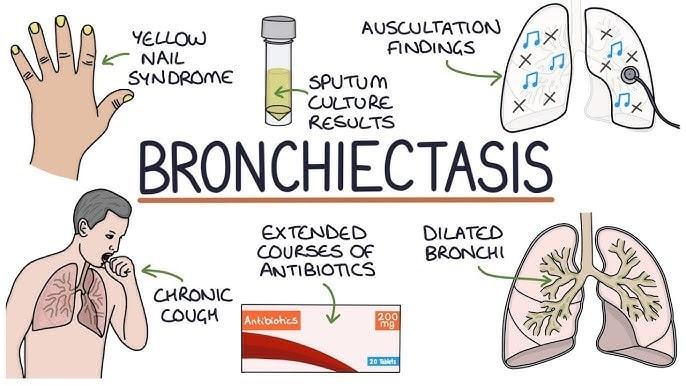 YELLOW
NAIL
SYNDROME
SPUTUM
CULTURE
RESULTS
AUSCULTATION
FINDINGS
BRONCHIECTASIS
CHRONIC
COUGH
EXTENDED
COURSES OF
ANTIBIOTICS
Antibiotics
200
mg
20 Tablets
DILATED
BRONCHI